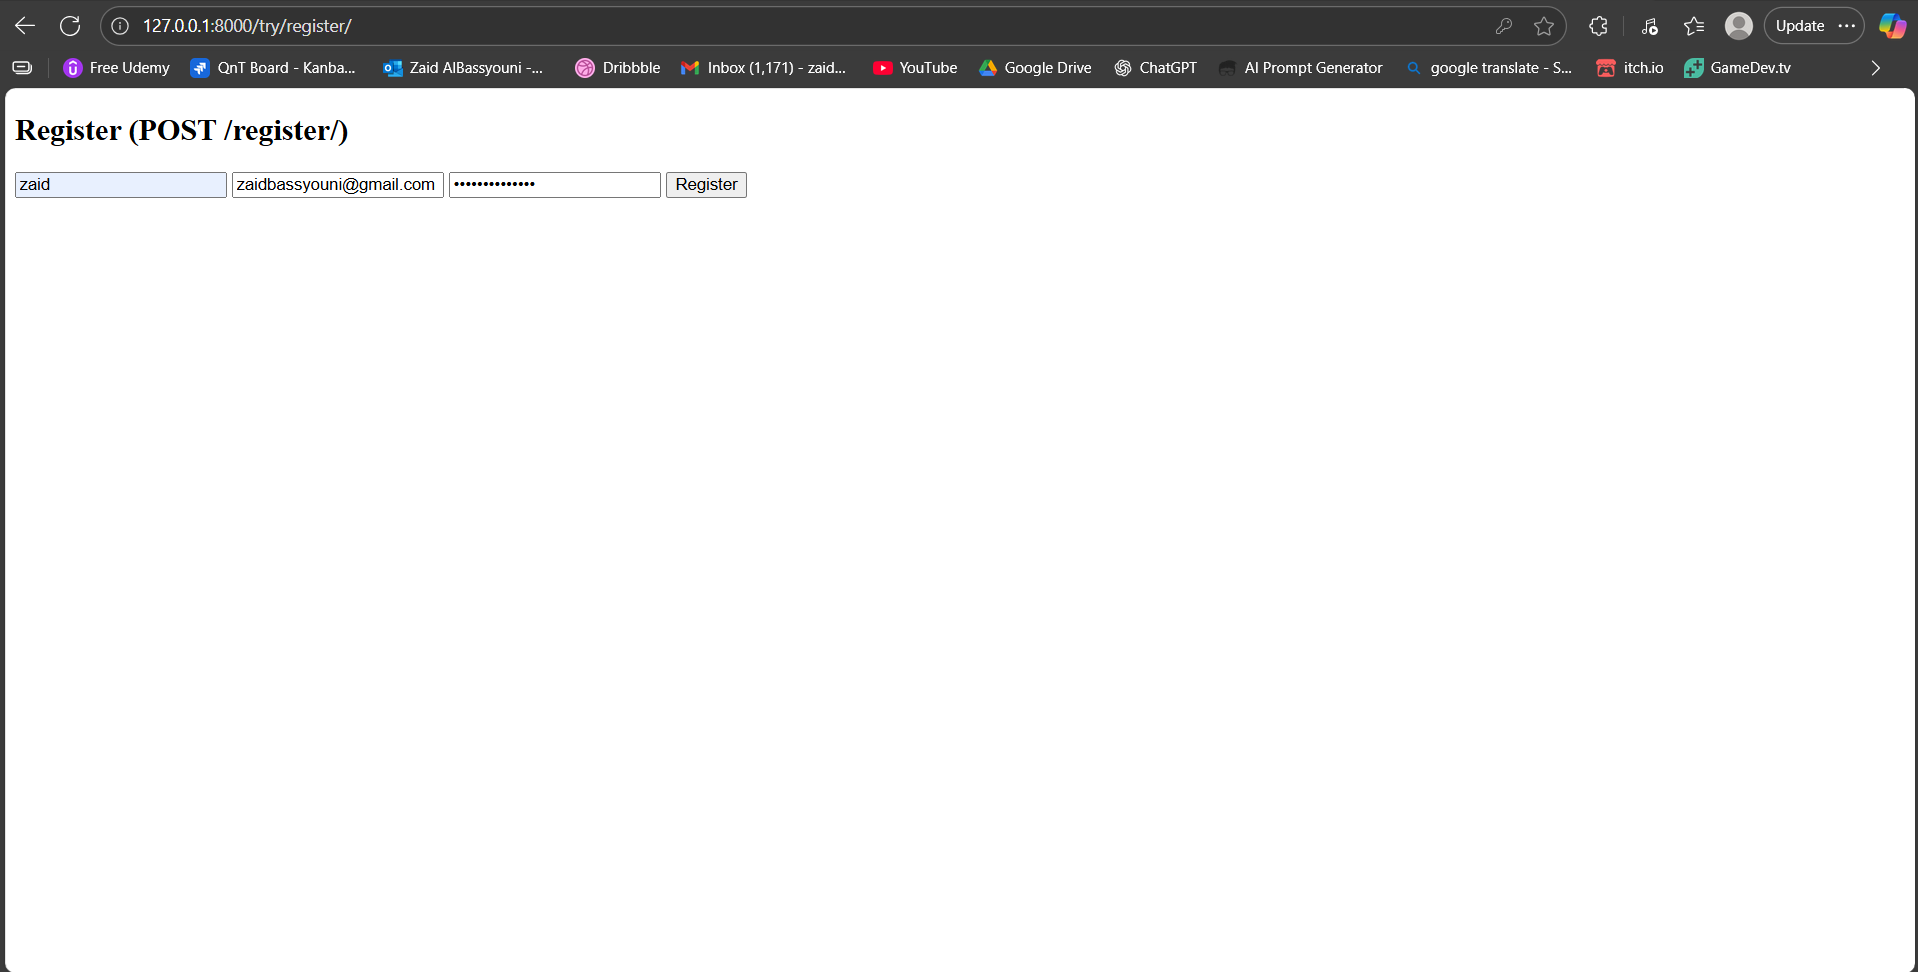 127.0.0.1:8000/try/register/
Update
Free Udemy QnT Board - Kanba... Zaid AlBassyouni -... Dribbble Inbox (1,171) - zaid... YouTube Google Drive ChatGPT AI Prompt Generator google translate - S... itch.io GameDev.tv
Register (POST /register/)
zaid zaidbassyouni@gmail.com •••••••••••••• Register